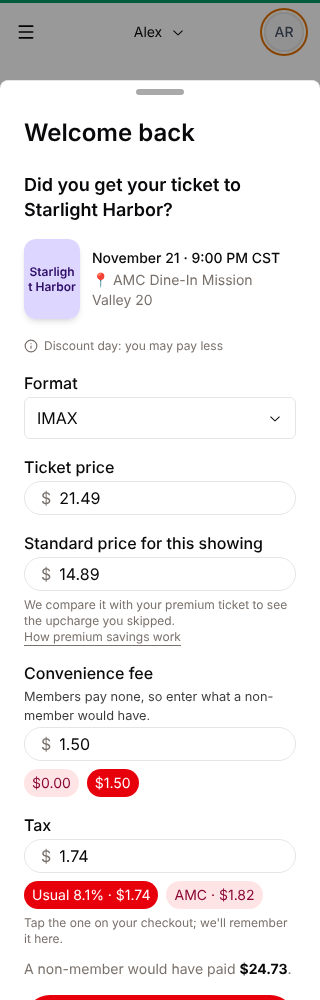 Alex
AR
Welcome back
Did you get your ticket to
Starlight Harbor?
Starligh
t Harbor
November 21 · 9:00 PM CST
📍 AMC Dine-In Mission
Valley 20
Discount day: you may pay less
Format
IMAX
Ticket price
$ 21.49
Standard price for this showing
$ 14.89
We compare it with your premium ticket to see
the upcharge you skipped.
How premium savings work
Convenience fee
Members pay none, so enter what a non-
member would have.
$ 1.50
$0.00 $1.50
Tax
$ 1.74
Usual 8.1% · $1.74 AMC · $1.82
Tap the one on your checkout; we'll remember
it here.
A non-member would have paid $24.73.